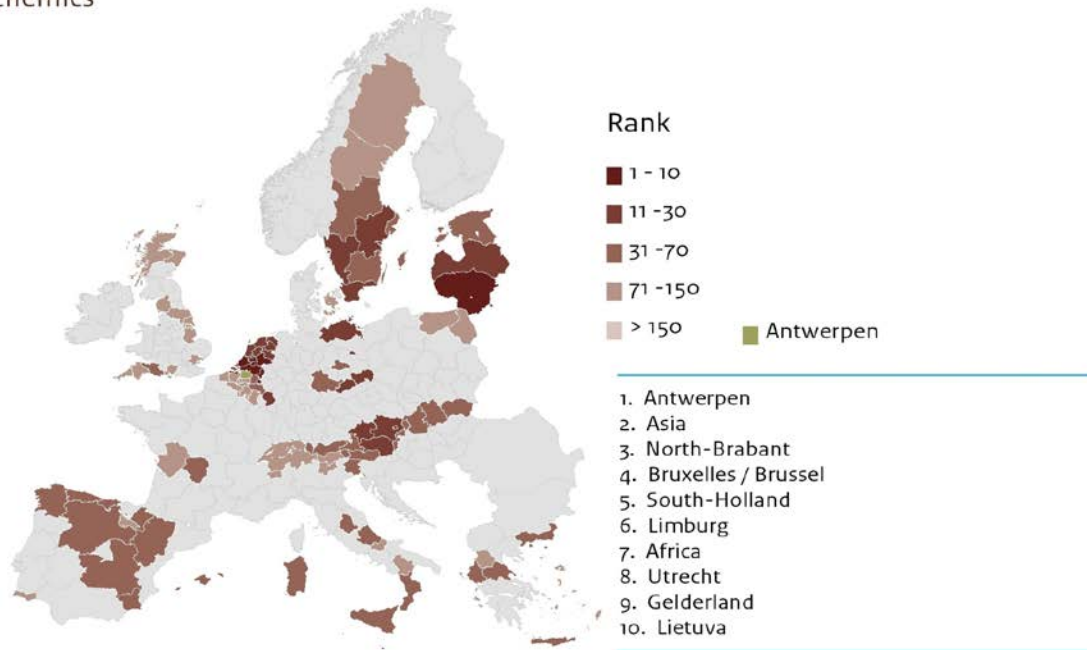 Rank
1 - 10
11 -30
31 -70
71 -150
> 150
Antwerpen
1. Antwerpen
2. Asia
3. North-Brabant
4. Bruxelles / Brussel
5. South-Holland
6. Limburg
7. Africa
8. Utrecht
9. Gelderland
10. Lietuva